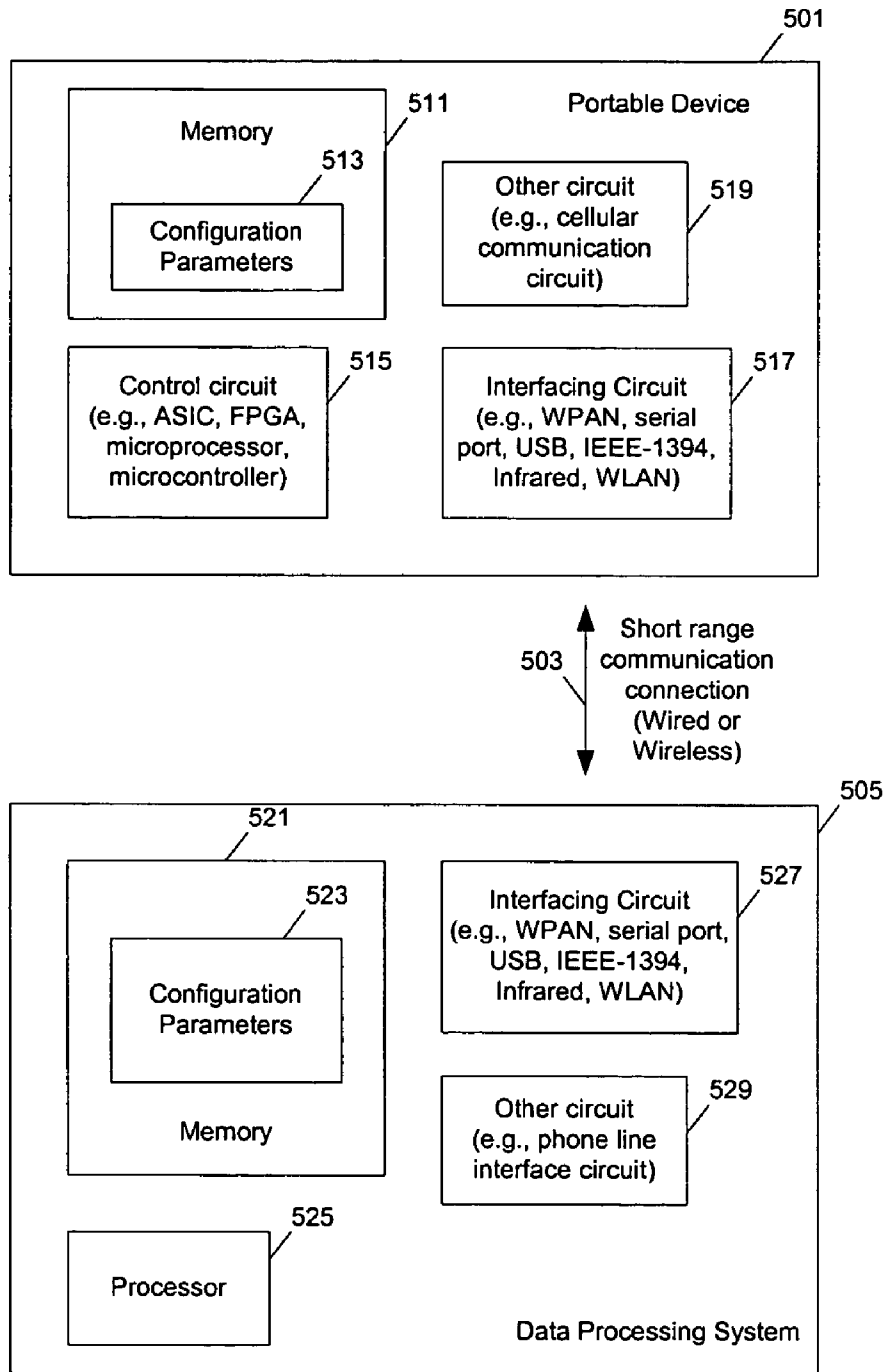 501
Portable Device
Memory
511
513
Configuration
Parameters
Other circuit
(e.g., cellular
communication
circuit)
519
Control circuit
(e.g., ASIC, FPGA,
microprocessor,
microcontroller)
515
Interfacing Circuit
(e.g., WPAN, serial
port, USB, IEEE-1394,
Infrared, WLAN)
517
503
Short range
communication
connection
(Wired or
Wireless)
505
521
523
Configuration
Parameters
Memory
Interfacing Circuit
(e.g., WPAN, serial port,
USB, IEEE-1394,
Infrared, WLAN)
527
Other circuit
(e.g., phone line
interface circuit)
529
525
Processor
Data Processing System